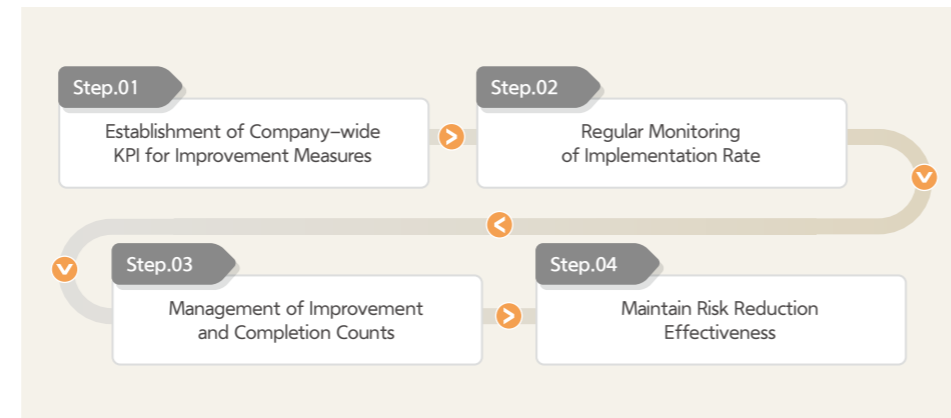 Step.01
Establishment of Company-wide
KPI for Improvement Measures
Step.02
Regular Monitoring
of Implementation Rate
Step.03
Management of Improvement
and Completion Counts
Step.04
Maintain Risk Reduction
Effectiveness